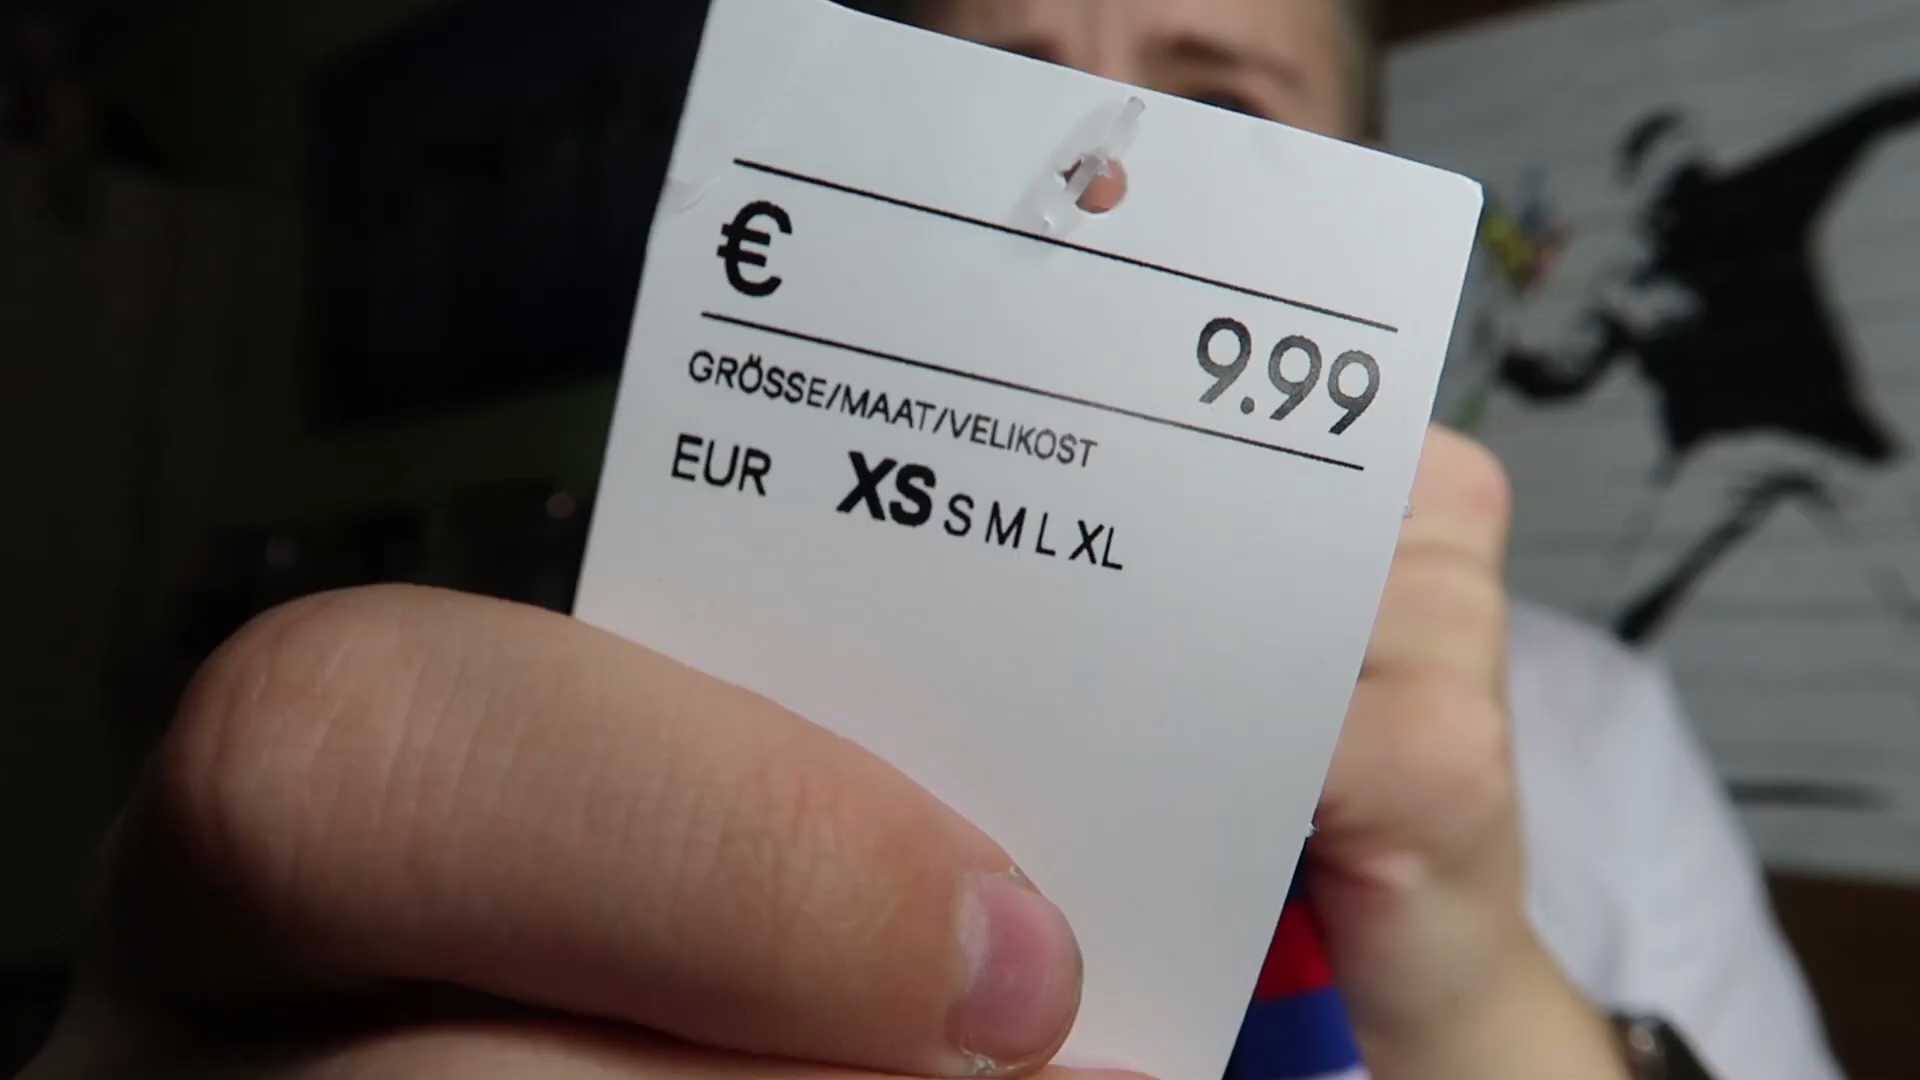 € 9.99
GRÖSSE/MAAT/VELIKOST
EUR XS S M L XL